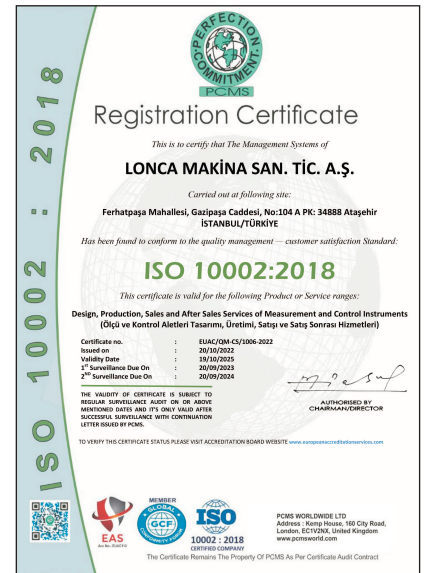 PERFECTION
COMMITMENT
PCMS
Registration Certificate
This is to certify that The Management Systems of
LONCA MAKİNA SAN. TİC. A.Ş.
Carried out at following site:
Ferhatpaşa Mahallesi, Gazipaşa Caddesi, No:104 A PK: 34888 Ataşehir
İSTANBUL/TÜRKİYE
Has been found to conform to the quality management — customer satisfaction Standard:
ISO 10002:2018
This certificate is valid for the following Product or Service ranges:
Design, Production, Sales and After Sales Services of Measurement and Control Instruments
(Ölçü ve Kontrol Aletleri Tasarımı, Üretimi, Satışı ve Satış Sonrası Hizmetleri)
Certificate no. : EUAC/QM-CS/1006-2022
Issued on : 20/10/2022
Validity Date : 19/10/2025
1ST Surveillance Due On : 20/09/2023
2ND Surveillance Due On : 20/09/2024
THE VALIDITY OF CERTIFICATE IS SUBJECT TO
REGULAR SURVEILLANCE AUDIT ON OR ABOVE
MENTIONED DATES AND IT'S ONLY VALID AFTER
SUCCESSFUL SURVEILLANCE WITH CONTINUATION
LETTER ISSUED BY PCMS.
AUTHORISED BY
CHAIRMAN/DIRECTOR
TO VERIFY THIS CERTIFICATE STATUS PLEASE VISIT ACCREDITATION BOARD WEBSITE www.europeanaccreditationservices.com
ISO 10002 : 2018
EAS
MEMBER
GLOBAL
GCF
CONFORMITY FORUM
ISO
10002 : 2018
CERTIFIED COMPANY
PCMS WORLDWIDE LTD
Address : Kemp House, 160 City Road,
London, EC1V2NX, United Kingdom
www.pcmsworld.com
The Certificate Remains The Property Of PCMS As Per Certificate Audit Contract